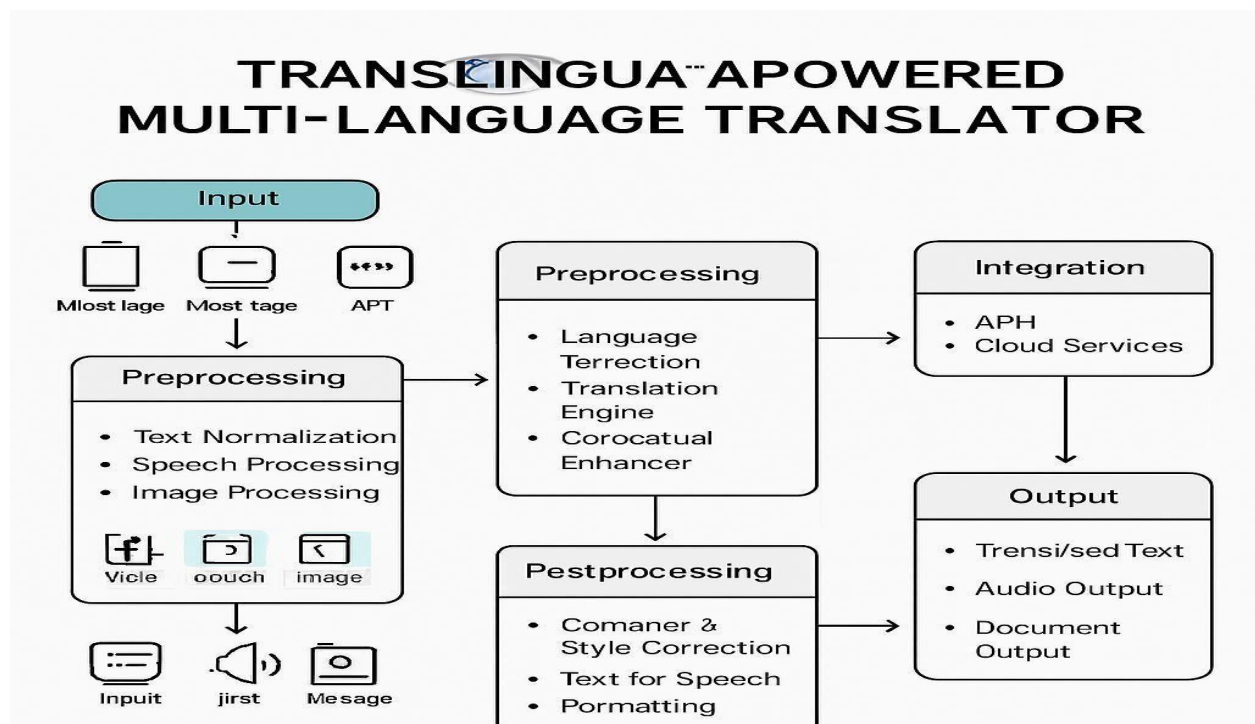 TRANSLINGUA™APOWERED
MULTI-LANGUAGE TRANSLATOR
Input
Mlost lage
Most tage
APT
Preprocessing
• Text Normalization
• Speech Processing
• Image Processing
Vicle
oouch
image
Inpuit
jirst
Mesage
Preprocessing
• Language
Terrection
• Translation
Engine
• Corocatual
Enhancer
Pestprocessing
• Comaner &
Style Correction
• Text for Speech
• Pormatting
Integration
• APH
• Cloud Services
Output
• Trensi/sed Text
• Audio Output
• Document
Output